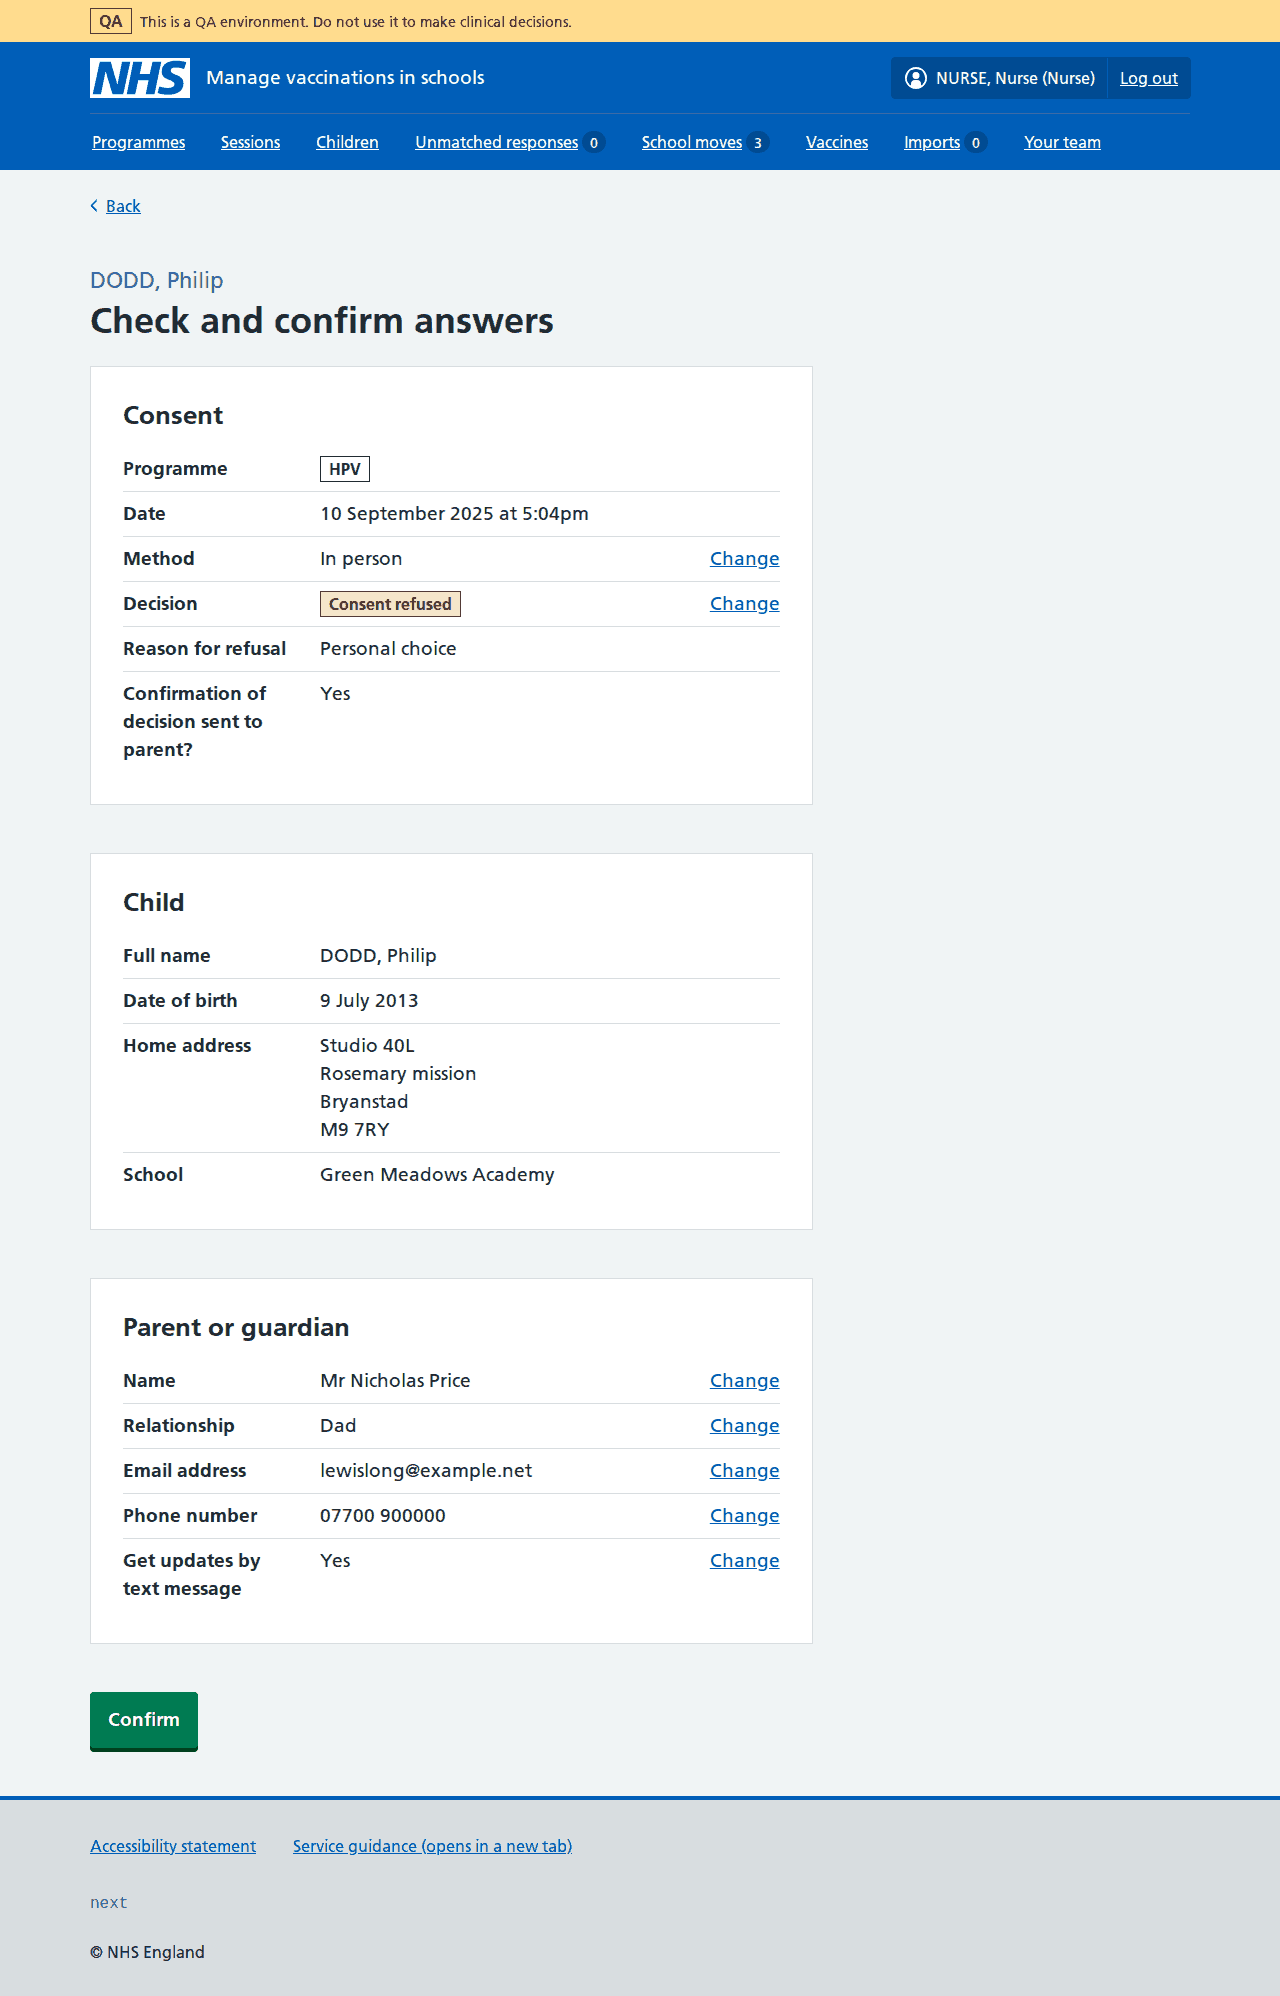 QA This is a QA environment. Do not use it to make clinical decisions.
NHS Manage vaccinations in schools NURSE, Nurse (Nurse) Log out
Programmes Sessions Children Unmatched responses 0 School moves 3 Vaccines Imports 0 Your team
Back
DODD, Philip
Check and confirm answers
Consent
Programme HPV
Date 10 September 2025 at 5:04pm
Method In person Change
Decision Consent refused Change
Reason for refusal Personal choice
Confirmation of Yes
decision sent to
parent?
Child
Full name DODD, Philip
Date of birth 9 July 2013
Home address Studio 40L
Rosemary mission
Bryanstad
M9 7RY
School Green Meadows Academy
Parent or guardian
Name Mr Nicholas Price Change
Relationship Dad Change
Email address lewislong@example.net Change
Phone number 07700 900000 Change
Get updates by Yes Change
text message
Confirm
Accessibility statement Service guidance (opens in a new tab)
next
© NHS England